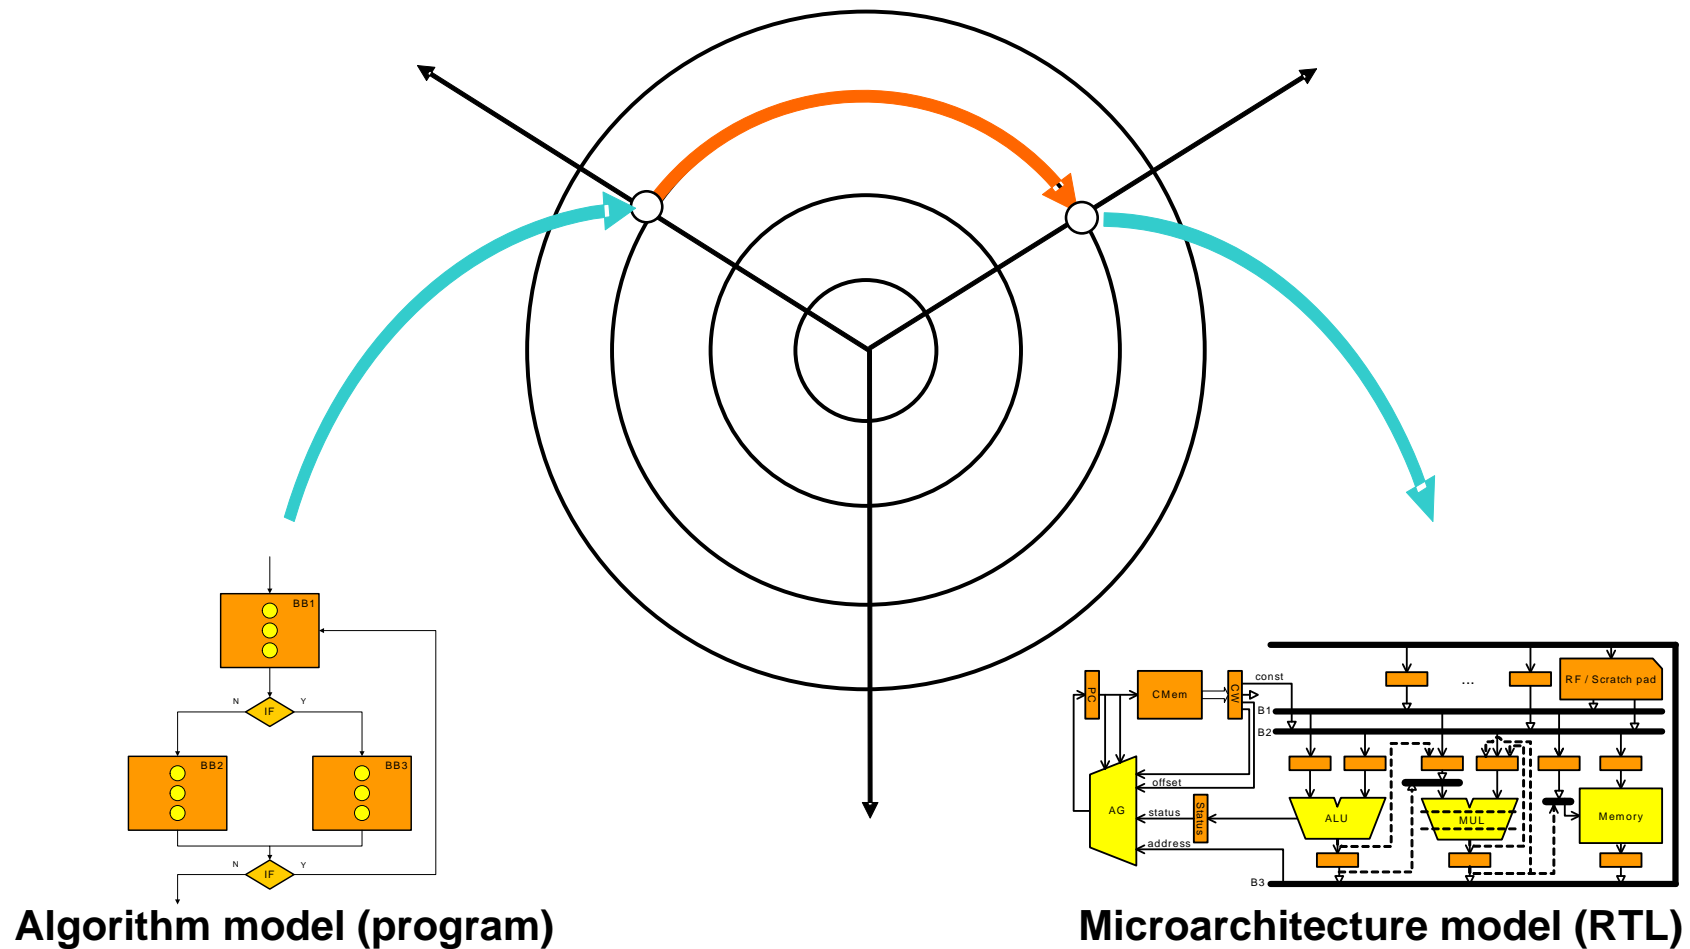 BB1
N
IF
Y
BB2
BB3
N
IF
Y
Algorithm model (program)
PC
CMem
CW
const
...
RF / Scratch pad
B1
B2
offset
AG
status
Status
ALU
MUL
Memory
address
B3
Microarchitecture model (RTL)